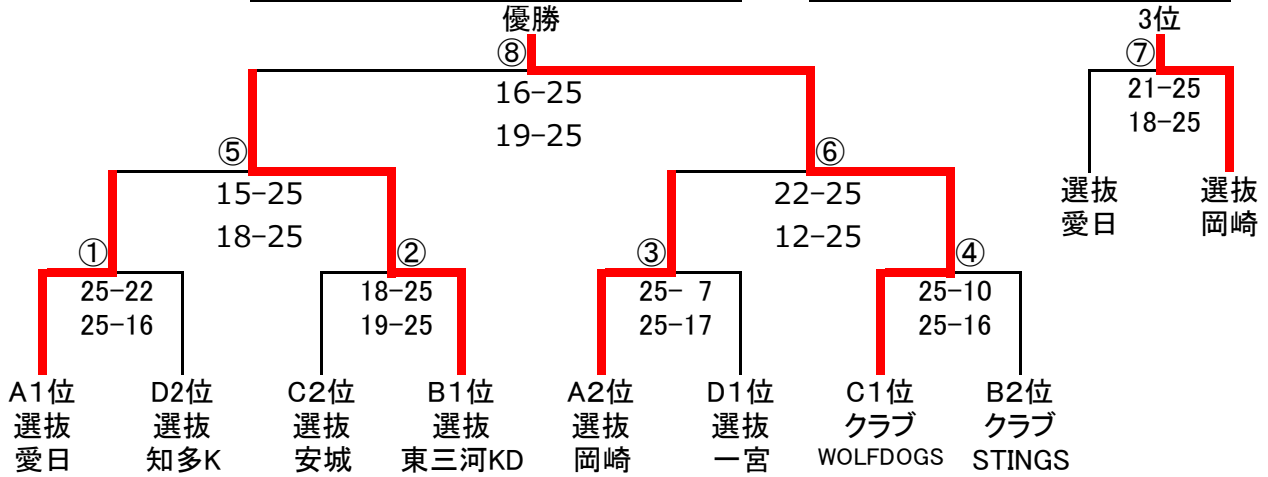 優勝
3位
⑧
⑦
16-25
19-25
21-25
18-25
⑤
⑥
15-25
18-25
22-25
12-25
選抜
愛日
選抜
岡崎
①
②
③
④
25-22
25-16
18-25
19-25
25- 7
25-17
25-10
25-16
A1位
選抜
愛日
D2位
選抜
知多K
C2位
選抜
安城
B1位
選抜
東三河KD
A2位
選抜
岡崎
D1位
選抜
一宮
C1位
クラブ
WOLFDOGS
B2位
クラブ
STINGS